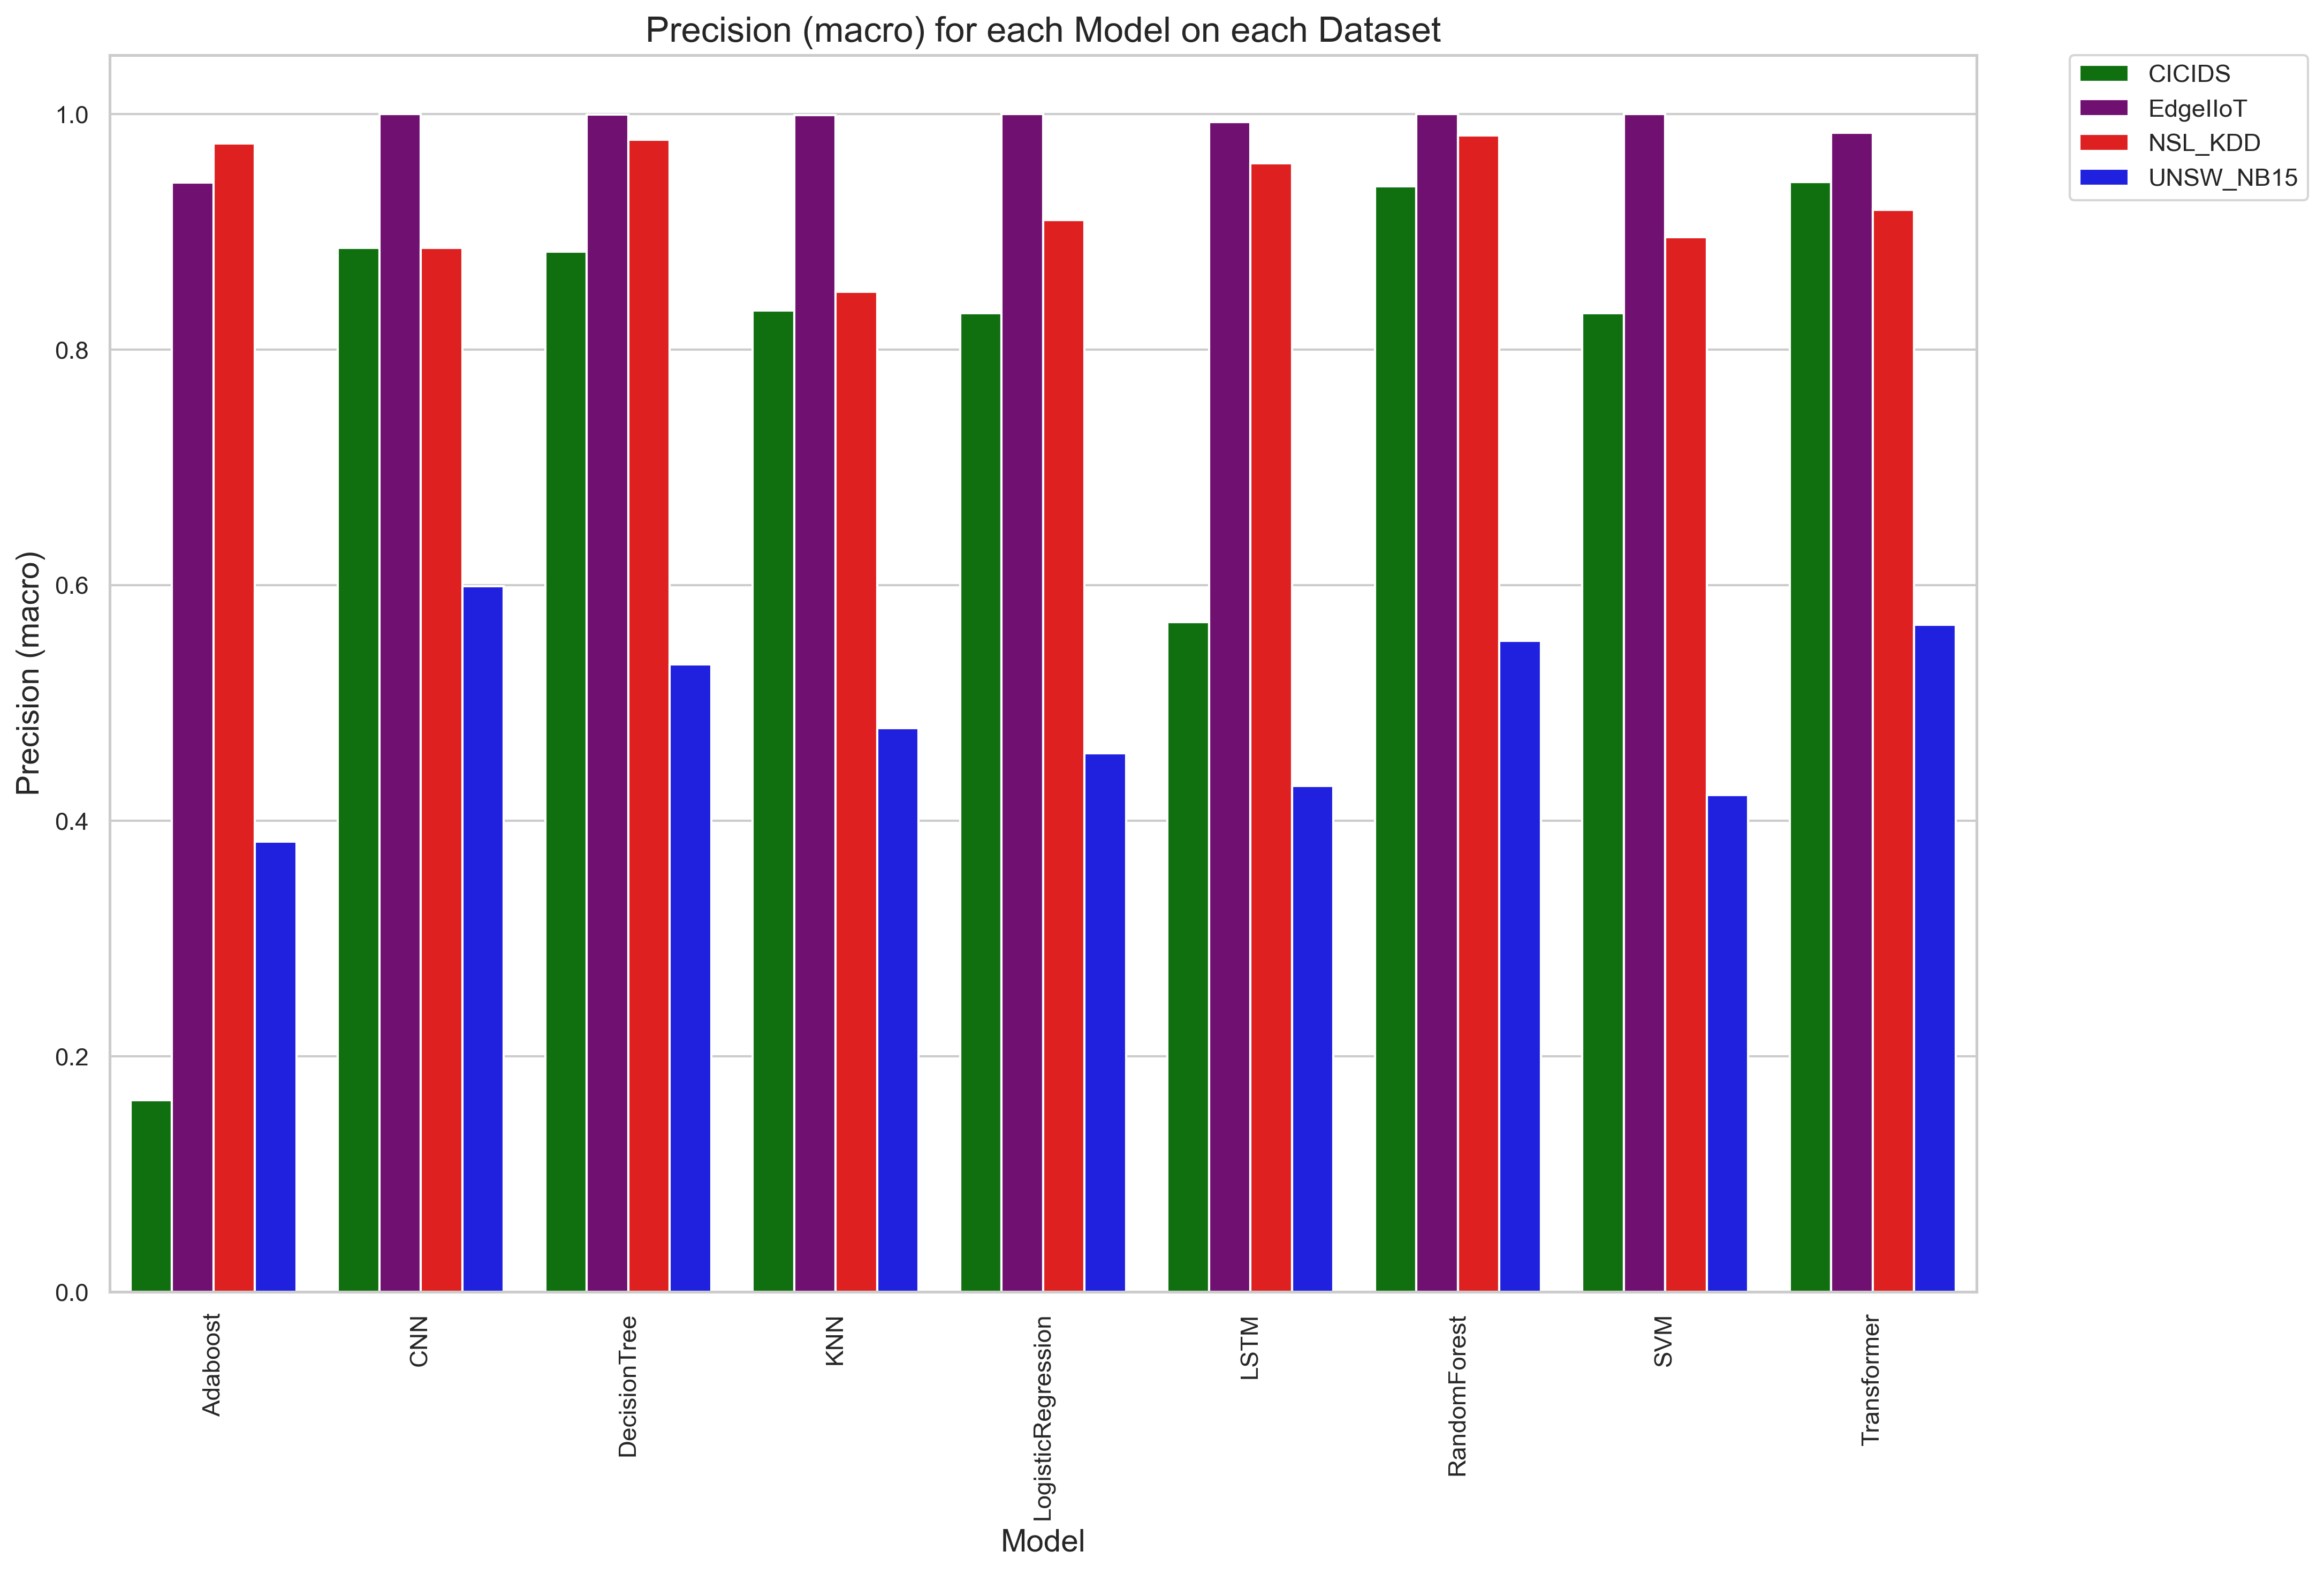 Precision (macro) for each Model on each Dataset
CICIDS
EdgeIIoT
NSL_KDD
UNSW_NB15
Precision (macro)
1.0
0.8
0.6
0.4
0.2
0.0
Adaboost
CNN
DecisionTree
KNN
LogisticRegression
LSTM
RandomForest
SVM
Transformer
Model